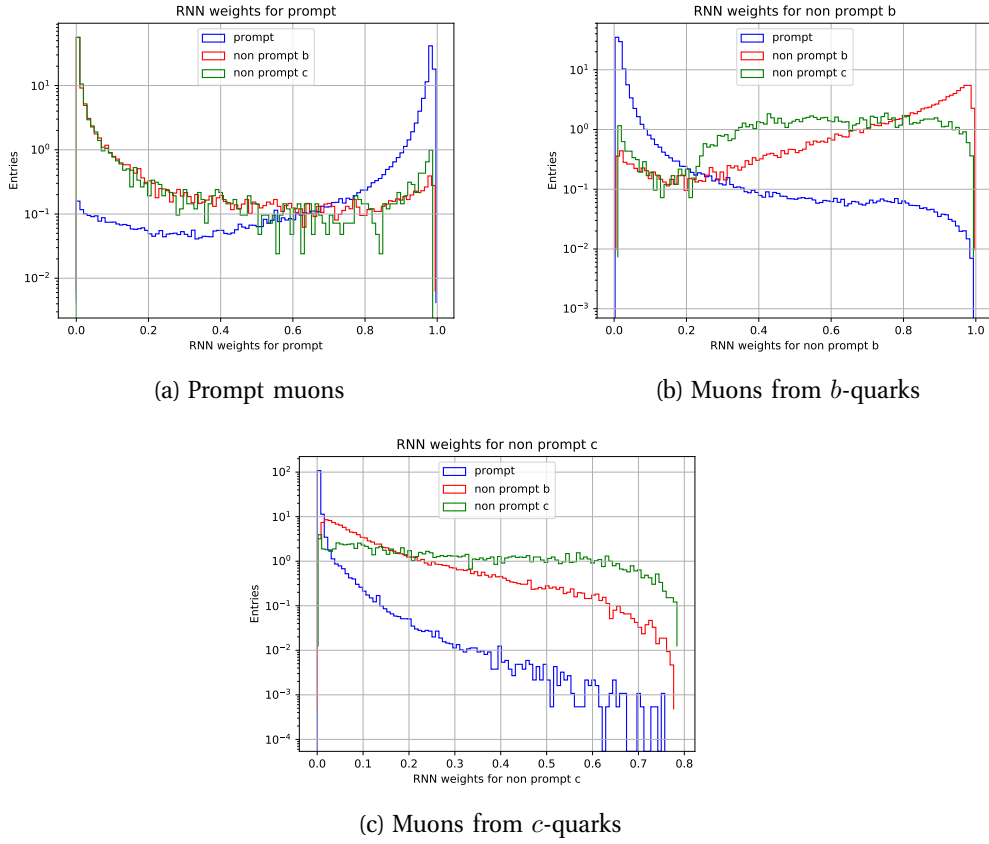 RNN weights for prompt
prompt
non prompt b
non prompt c
Entries
10^1
10^0
10^-1
10^-2
0.0 0.2 0.4 0.6 0.8 1.0
RNN weights for prompt
(a) Prompt muons
RNN weights for non prompt b
prompt
non prompt b
non prompt c
Entries
10^1
10^0
10^-1
10^-2
10^-3
0.0 0.2 0.4 0.6 0.8 1.0
RNN weights for non prompt b
(b) Muons from b-quarks
RNN weights for non prompt c
prompt
non prompt b
non prompt c
Entries
10^2
10^1
10^0
10^-1
10^-2
10^-3
10^-4
0.0 0.1 0.2 0.3 0.4 0.5 0.6 0.7 0.8
RNN weights for non prompt c
(c) Muons from c-quarks